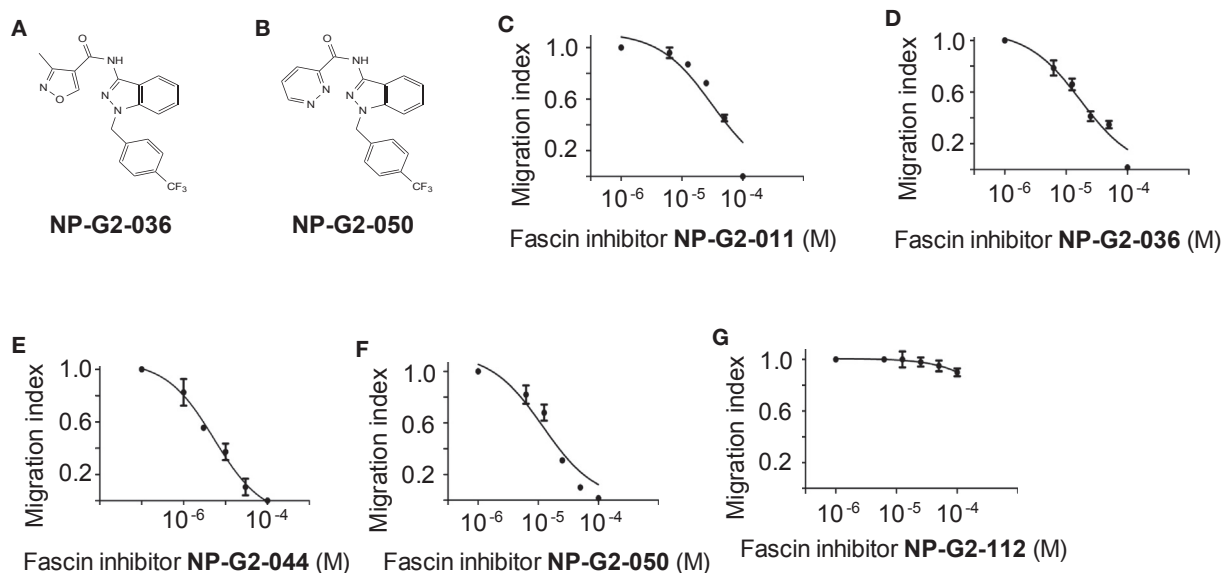 A
O
NH
N
O
N
N
CF₃
NP-G2-036
B
O
NH
N
N
N
N
CF₃
NP-G2-050
C
Migration index
1.0
0.6
0.2
10⁻⁶ 10⁻⁵ 10⁻⁴
Fascin inhibitor NP-G2-011 (M)
D
Migration index
1.0
0.6
0.2
10⁻⁶ 10⁻⁵ 10⁻⁴
Fascin inhibitor NP-G2-036 (M)
E
Migration index
1.0
0.6
0.2
10⁻⁶ 10⁻⁴
Fascin inhibitor NP-G2-044 (M)
F
Migration index
1.0
0.6
0.2
10⁻⁶ 10⁻⁵ 10⁻⁴
Fascin inhibitor NP-G2-050 (M)
G
Migration index
1.0
0.6
0.2
10⁻⁶ 10⁻⁵ 10⁻⁴
Fascin inhibitor NP-G2-112 (M)